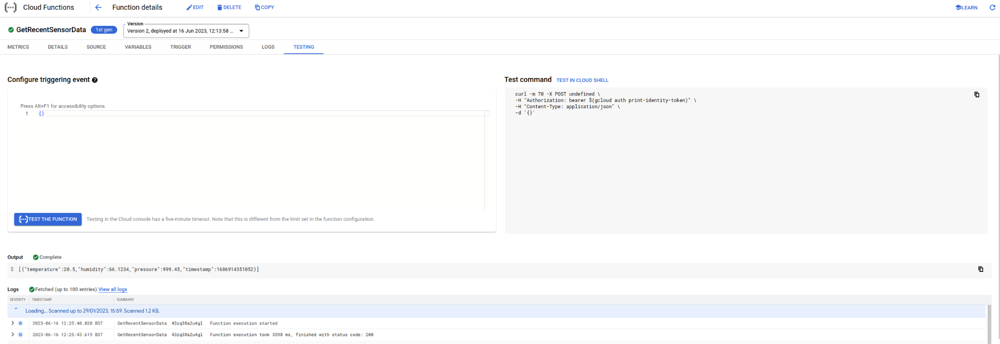 Cloud Functions
Function details
EDIT
DELETE
COPY
LEARN
GetRecentSensorData
1st gen
Version
Version 2, deployed at 16 Jun 2023, 12:13:58 ...
METRICS
DETAILS
SOURCE
VARIABLES
TRIGGER
PERMISSIONS
LOGS
TESTING
Configure triggering event
Press Alt+F1 for accessibility options.
1 {}
TEST THE FUNCTION
Testing in the Cloud console has a five-minute timeout. Note that this is different from the limit set in the function configuration.
Test command TEST IN CLOUD SHELL
curl -m 70 -X POST undefined \
-H "Authorization: bearer $(gcloud auth print-identity-token)" \
-H "Content-Type: application/json" \
-d '{}'
Output Complete
$ [{"temperature":20.5,"humidity":66.1234,"pressure":999.45,"timestamp":1686914351052}]
Logs Fetched (up to 100 entries). View all logs
SEVERITY TIMESTAMP SUMMARY
Loading... Scanned up to 29/01/2023, 15:59. Scanned 1.2 KB.
2023-06-16 12:25:40.020 BST GetRecentSensorData 43zq38a2u4gl Function execution started
2023-06-16 12:25:43.619 BST GetRecentSensorData 43zq38a2u4gl Function execution took 3598 ms, finished with status code: 200